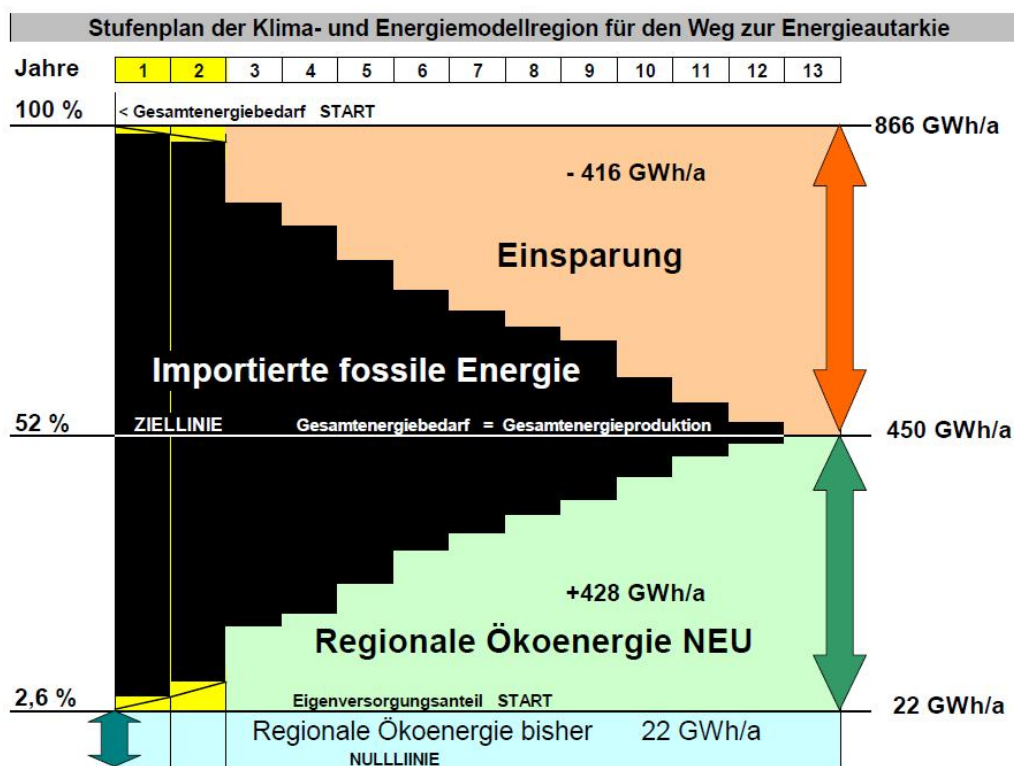 Stufenplan der Klima- und Energiemodellregion für den Weg zur Energieautarkie
Jahre 1 2 3 4 5 6 7 8 9 10 11 12 13
100 % < Gesamtenergiebedarf START 866 GWh/a
- 416 GWh/a
Einsparung
Importierte fossile Energie
52 % ZIELLINIE Gesamtenergiebedarf = Gesamtenergieproduktion 450 GWh/a
+428 GWh/a
Regionale Ökoenergie NEU
2,6 % Eigenversorgungsanteil START 22 GWh/a
Regionale Ökoenergie bisher 22 GWh/a
NULLLIINIE